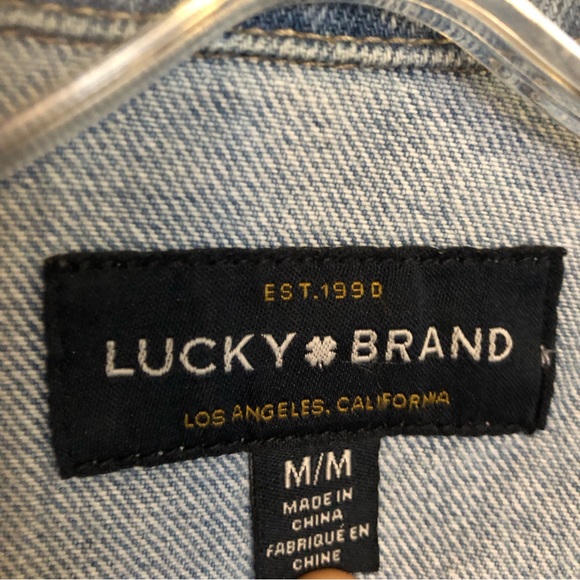 EST.1990
LUCKY BRAND
LOS ANGELES, CALIFORNIA
M/M
MADE IN
CHINA
FABRIQUÉ EN
CHINE